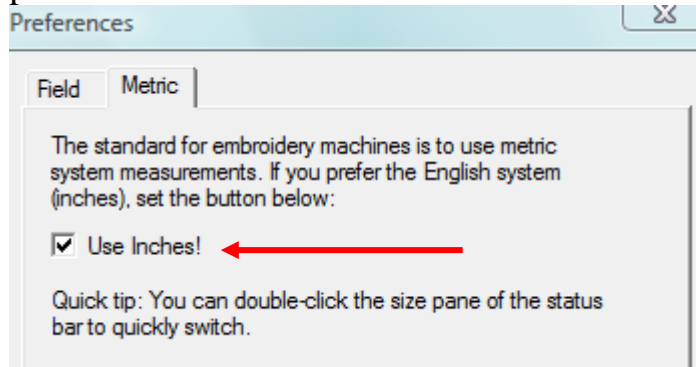 Preferences
Field Metric
The standard for embroidery machines is to use metric
system measurements. If you prefer the English system
(inches), set the button below:
Use Inches!
Quick tip: You can double-click the size pane of the status
bar to quickly switch.